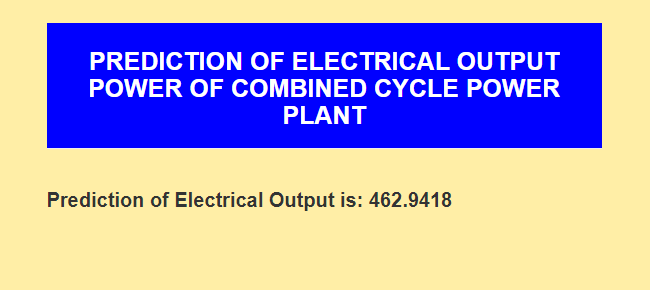 PREDICTION OF ELECTRICAL OUTPUT
POWER OF COMBINED CYCLE POWER
PLANT
Prediction of Electrical Output is: 462.9418